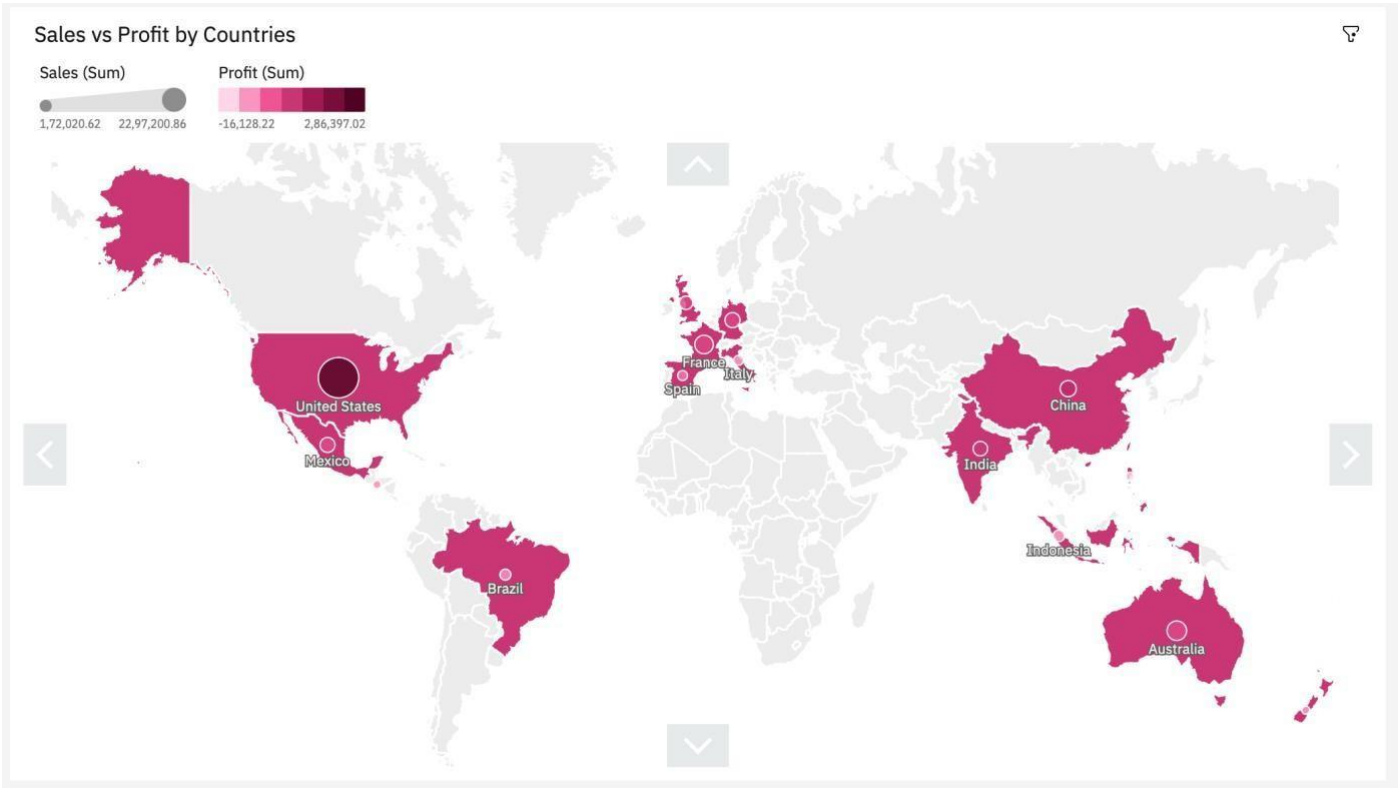 Sales vs Profit by Countries
Sales (Sum)
Profit (Sum)
1,72,020.62
22,97,200.86
-16,128.22
2,86,397.02
United States
Mexico
Brazil
France
Italy
Spain
China
India
Indonesia
Australia